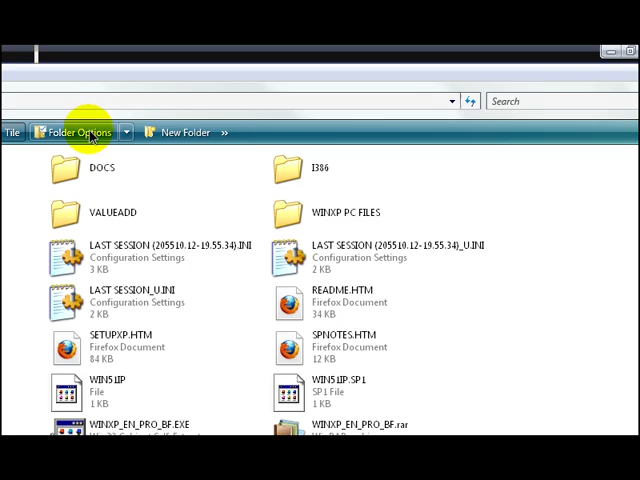 Search
Tile Folder Options New Folder »
DOCS
I386
VALUEADD
WINXP PC FILES
LAST SESSION (205510.12-19.55.34).INI
Configuration Settings
3 KB
LAST SESSION (205510.12-19.55.34)_U.INI
Configuration Settings
2 KB
LAST SESSION_U.INI
Configuration Settings
2 KB
README.HTM
Firefox Document
34 KB
SETUPXP.HTM
Firefox Document
84 KB
SPNOTES.HTM
Firefox Document
12 KB
WIN51IP
File
1 KB
WIN51IP.SP1
SP1 File
1 KB
WINXP_EN_PRO_BF.EXE
WINXP_EN_PRO_BF.rar